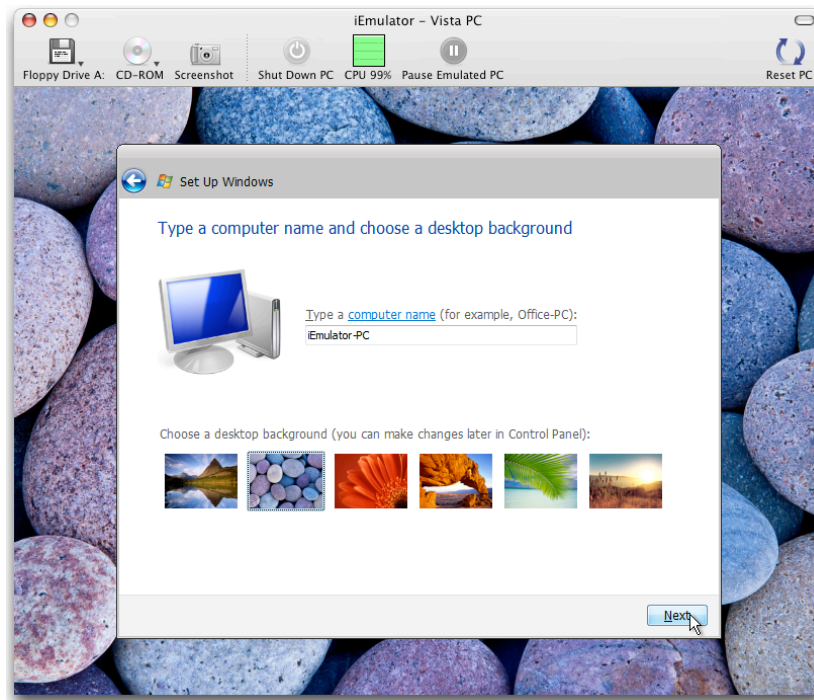 iEmulator – Vista PC
Floppy Drive A: CD-ROM Screenshot Shut Down PC CPU 99% Pause Emulated PC Reset PC
Set Up Windows
Type a computer name and choose a desktop background
Type a computer name (for example, Office-PC):
iEmulator-PC
Choose a desktop background (you can make changes later in Control Panel):
Next